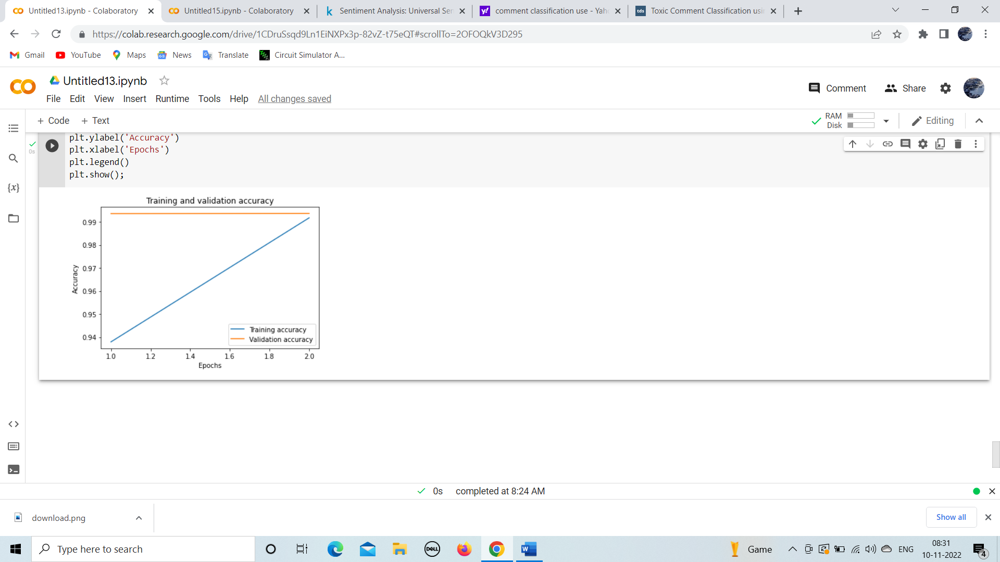 Untitled13.ipynb - Colaboratory
Untitled15.ipynb - Colaboratory
Sentiment Analysis: Universal Sen
comment classification use - Yaho
tds Toxic Comment Classification usin
https://colab.research.google.com/drive/1CDruSsqd9Ln1EiNXPx3p-82vZ-t75eQT#scrollTo=2OFOQkV3D295
Gmail YouTube Maps News Translate Circuit Simulator A...
Untitled13.ipynb
File Edit View Insert Runtime Tools Help All changes saved
Comment Share
+ Code + Text
RAM
Disk
Editing
plt.ylabel('Accuracy')
0s
plt.xlabel('Epochs')
plt.legend()
plt.show();
{x}
Training and validation accuracy
0.99
0.98
0.97
0.96
0.95
0.94
Accuracy
Training accuracy
Validation accuracy
1.0 1.2 1.4 1.6 1.8 2.0
Epochs
0s completed at 8:24 AM
download.png
Show all
Type here to search
DELL
W
Game
ENG
08:31
10-11-2022
4